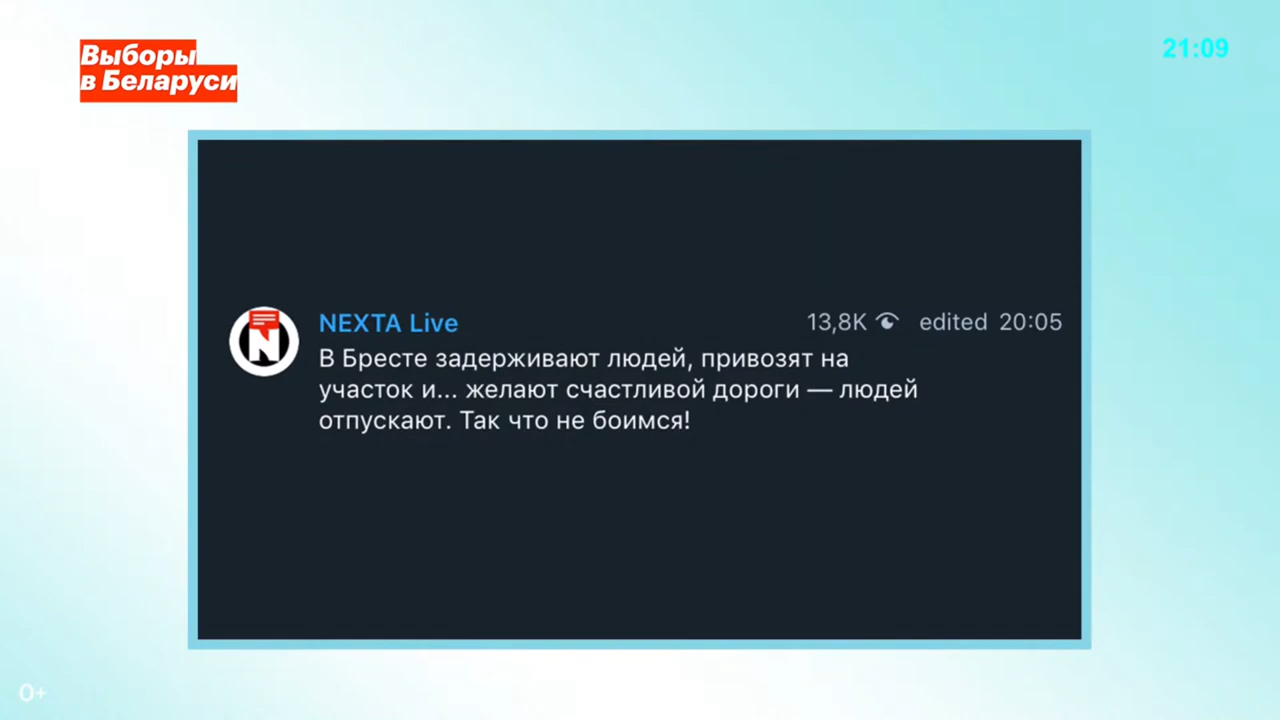 Выборы
в Беларуси
21:09
N
NEXTA Live
13,8K edited 20:05
В Бресте задерживают людей, привозят на
участок и... желают счастливой дороги — людей
отпускают. Так что не боимся!
0+